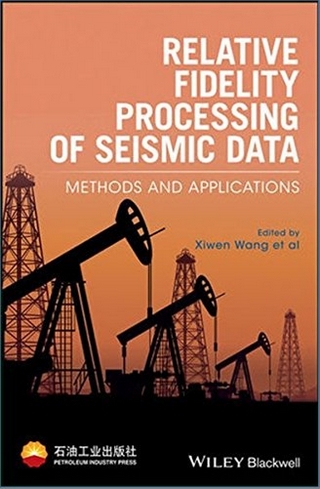 RELATIVE
FIDELITY
PROCESSING
OF SEISMIC DATA
METHODS AND APPLICATIONS
Edited by
Xiwen Wang et al
石油工业出版社
PETROLEUM INDUSTRY PRESS
WILEY Blackwell